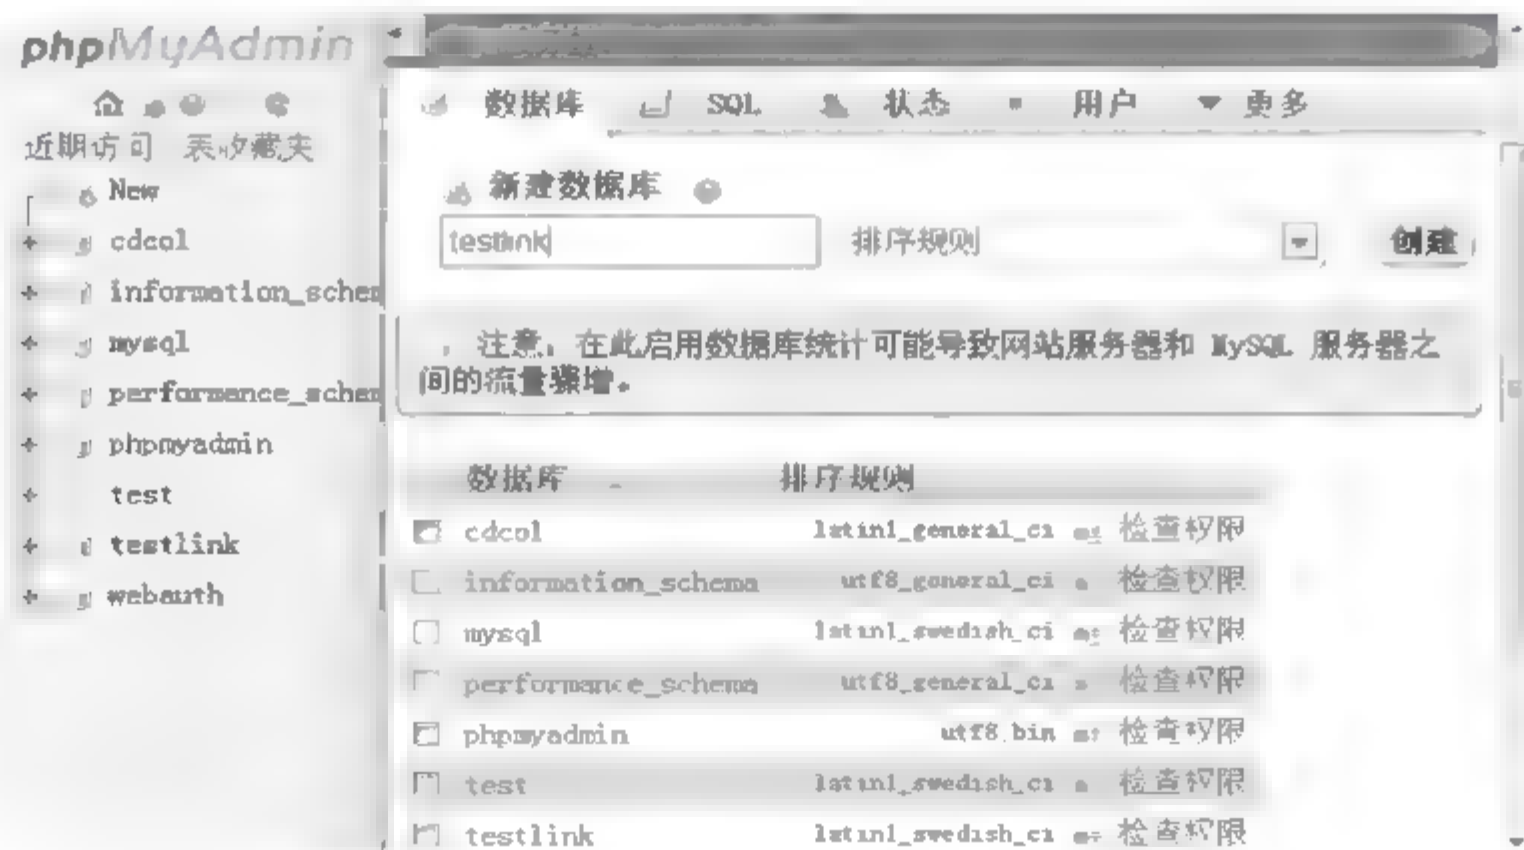 phpMyAdmin
近期访问 表收藏夹
New
cdcol
information_schem
mysql
performance_schem
phpmyadmin
test
testlink
webauth
数据库 SQL 状态 用户 更多
新建数据库
testlink 排序规则 创建
注意:在此启用数据库统计可能导致网站服务器和 MySQL 服务器之
间的流量骤增。
数据库 排序规则
cdcol latin1_general_ci 检查权限
information_schema utf8_general_ci 检查权限
mysql latin1_swedish_ci 检查权限
performance_schema utf8_general_ci 检查权限
phpmyadmin utf8_bin 检查权限
test latin1_swedish_ci 检查权限
testlink latin1_swedish_ci 检查权限